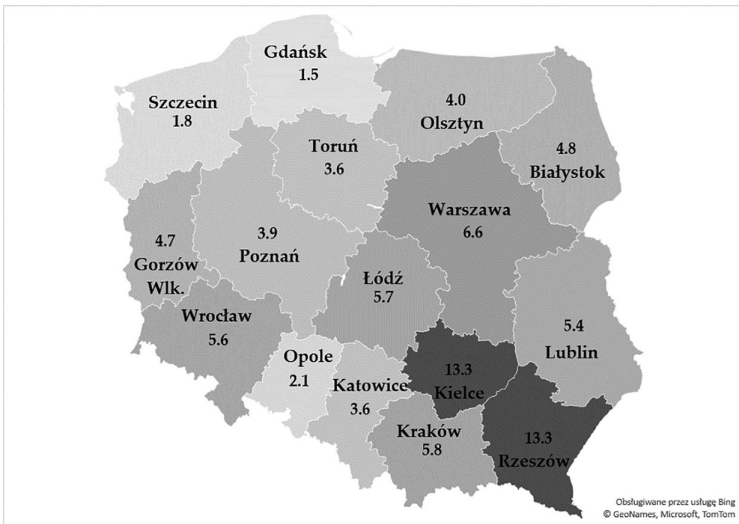 Gdańsk
1.5
Szczecin
1.8
4.0
Olsztyn
Toruń
3.6
4.8
Białystok
Warszawa
6.6
4.7
Gorzów
Wlk.
3.9
Poznań
Łódź
5.7
Wrocław
5.6
5.4
Lublin
Opole
2.1
Katowice
3.6
13.3
Kielce
Kraków
5.8
13.3
Rzeszów
Obsługiwane przez usługę Bing
© GeoNames, Microsoft, TomTom